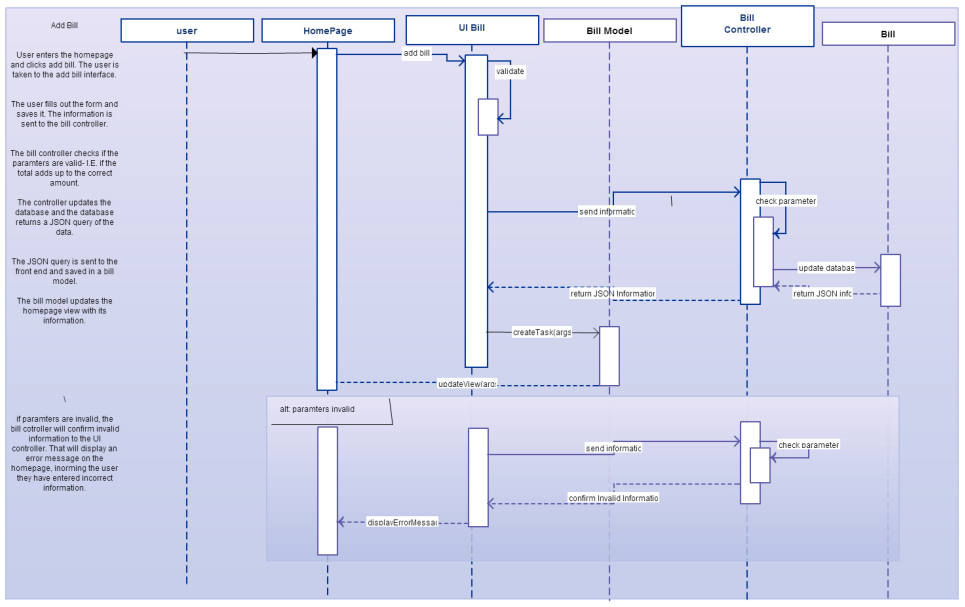 Add Bill
user
HomePage
UI Bill
Bill Model
Bill
Controller
Bill
User enters the homepage
and clicks add bill. The user is
taken to the add bill interface.
The user fills out the form and
saves it. The information is
sent to the bill controller.
The bill controller checks if the
paramters are valid- I.E. if the
total adds up to the correct
amount.
The controller updates the
database and the database
returns a JSON query of the
data.
The JSON query is sent to the
front end and saved in a bill
model.
The bill model updates the
homepage view with its
information.
\
if paramters are invalid, the
bill cotroller will confirm invalid
information to the UI
controller. That will display an
error message on the
homepage, inorming the user
they have entered incorrect
information.
add bill
validate
send informatic
\
check parameter
update databas
return JSON Information
return JSON infc
createTask(args
updateView(args
alt: paramters invalid
send informatic
check parameter
confirm Invalid Informatio
displayErrorMessag